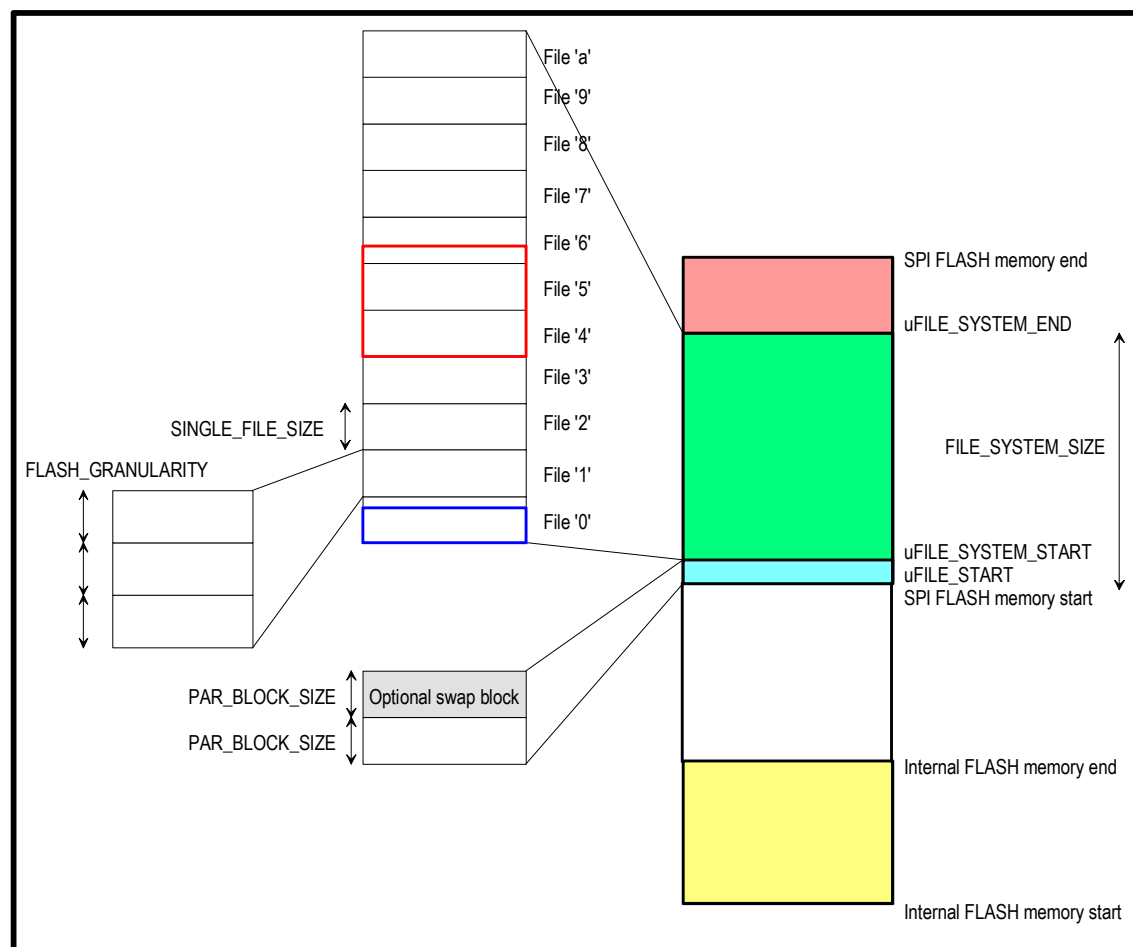 File 'a'
File '9'
File '8'
File '7'
File '6'
File '5'
File '4'
File '3'
File '2'
File '1'
File '0'
SINGLE_FILE_SIZE
FLASH_GRANULARITY
PAR_BLOCK_SIZE
Optional swap block
PAR_BLOCK_SIZE
SPI FLASH memory end
uFILE_SYSTEM_END
FILE_SYSTEM_SIZE
uFILE_SYSTEM_START
uFILE_START
SPI FLASH memory start
Internal FLASH memory end
Internal FLASH memory start